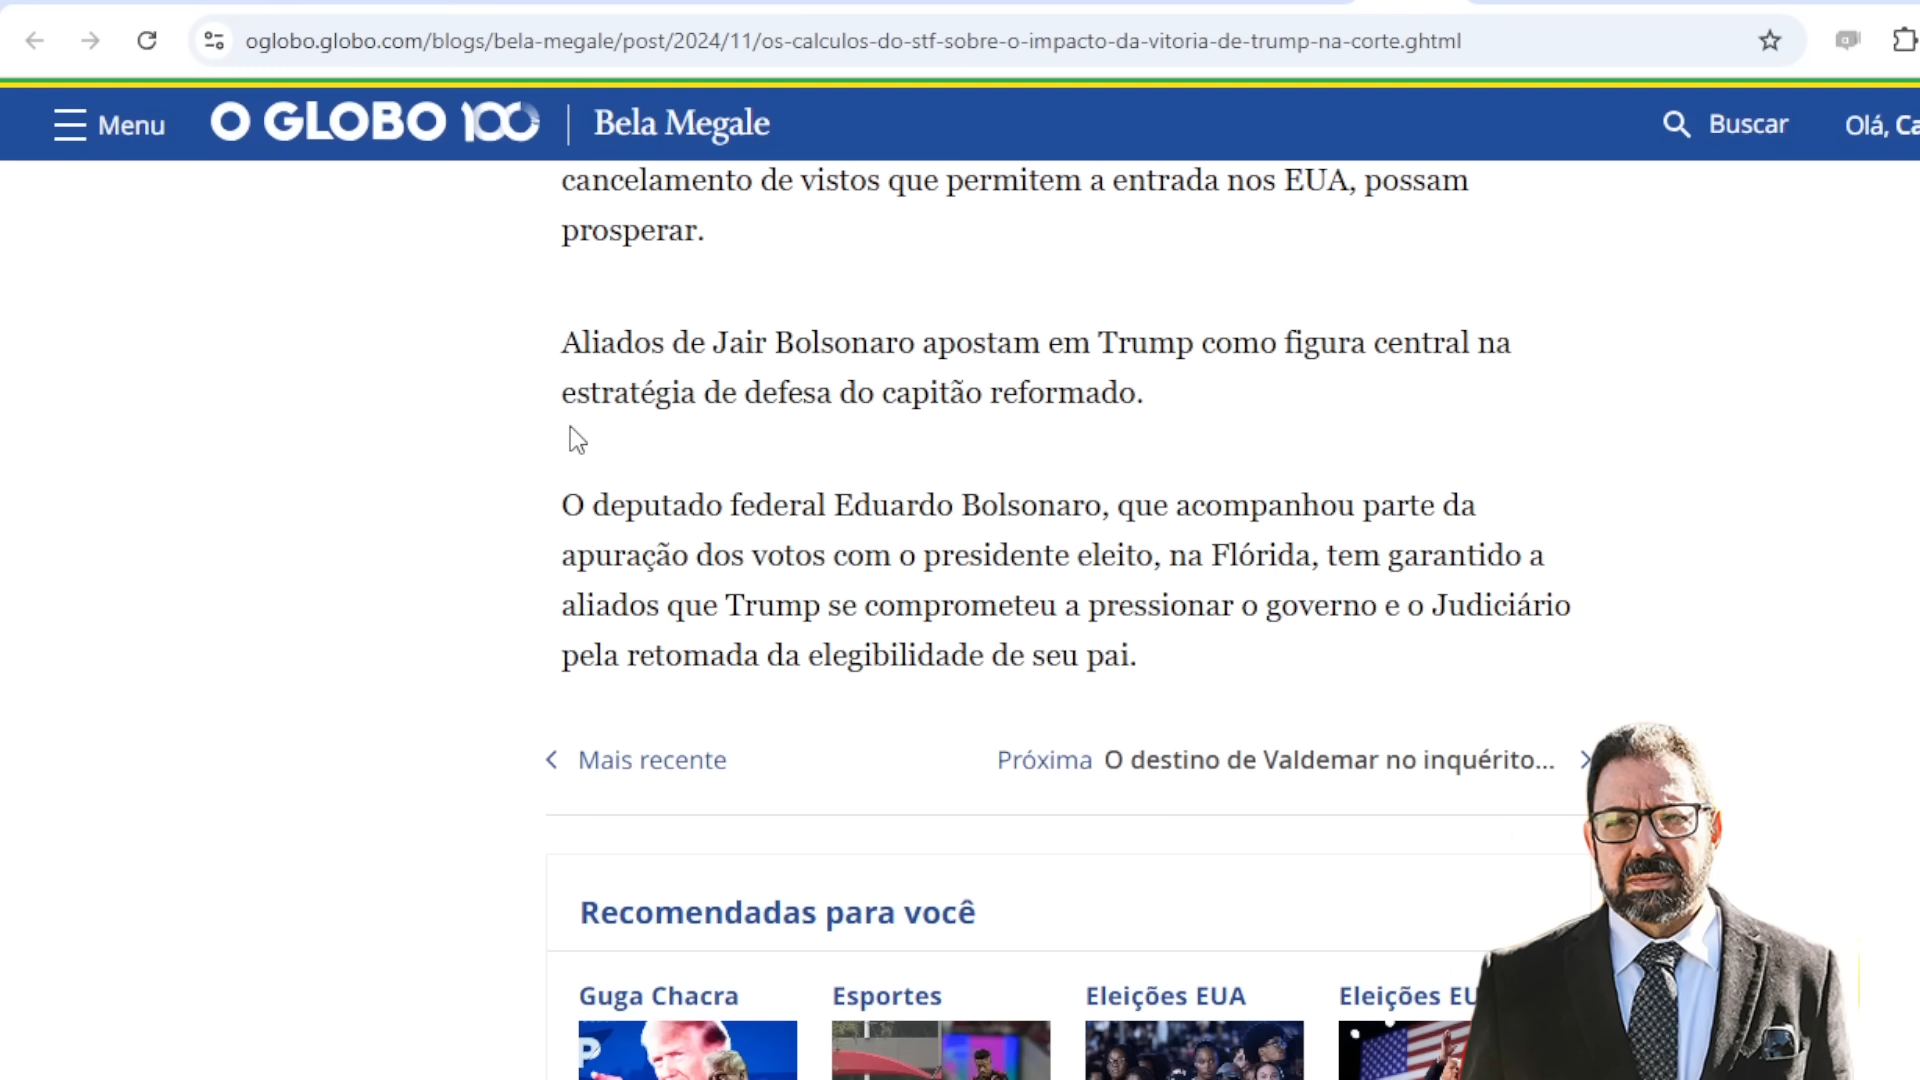 oglobo.globo.com/blogs/bela-megale/post/2024/11/os-calculos-do-stf-sobre-o-impacto-da-vitoria-de-trump-na-corte.ghtml
Menu O GLOBO 100 | Bela Megale Buscar Olá, Ca
cancelamento de vistos que permitem a entrada nos EUA, possam
prosperar.
Aliados de Jair Bolsonaro apostam em Trump como figura central na
estratégia de defesa do capitão reformado.
O deputado federal Eduardo Bolsonaro, que acompanhou parte da
apuração dos votos com o presidente eleito, na Flórida, tem garantido a
aliados que Trump se comprometeu a pressionar o governo e o Judiciário
pela retomada da elegibilidade de seu pai.
Mais recente Próxima O destino de Valdemar no inquérito...
Recomendadas para você
Guga Chacra Esportes Eleições EUA Eleições EU
P